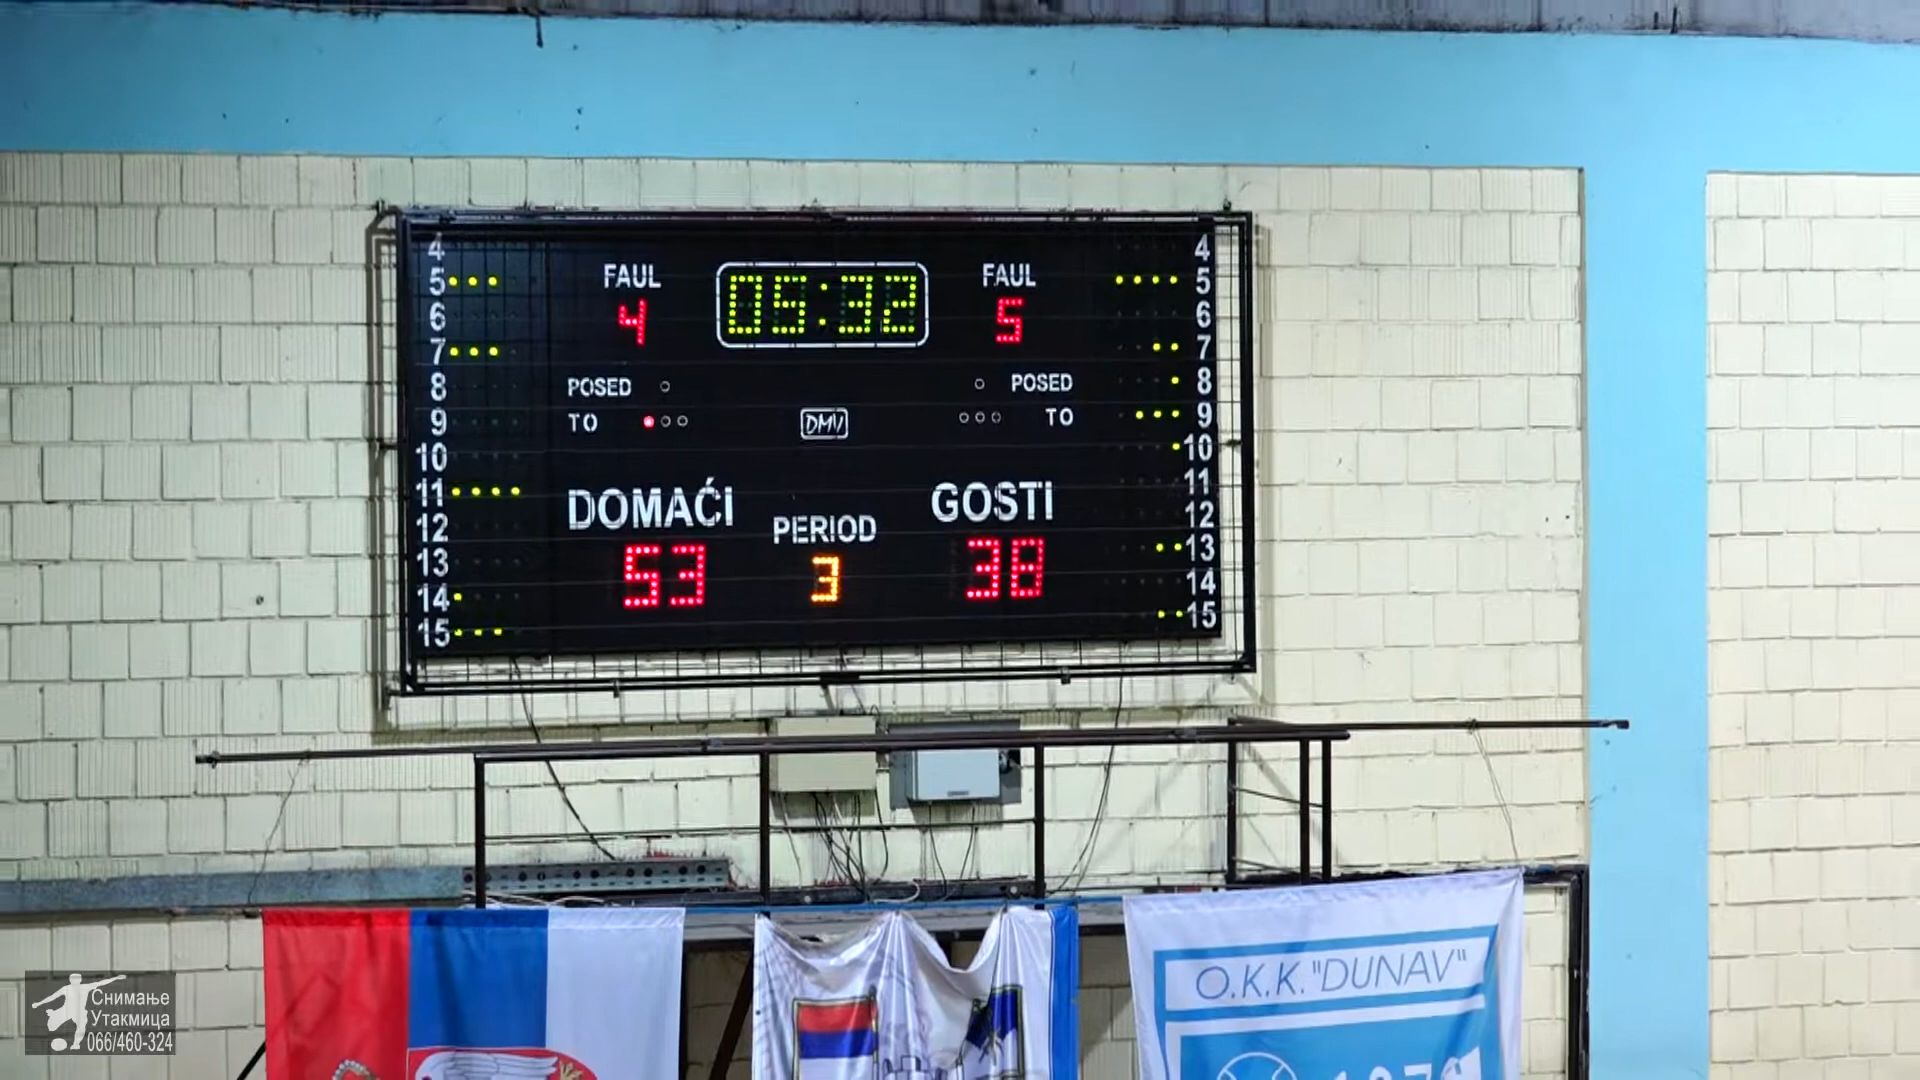 4
5
6
7
8
9
10
11
12
13
14
15
FAUL
4
05:32
FAUL
5
POSED
TO
DMV
POSED
TO
DOMAĆI
53
PERIOD
3
GOSTI
38
4
5
6
7
8
9
10
11
12
13
14
15
O.K.K."DUNAV"
Снимање
Утакмица
066/460-324